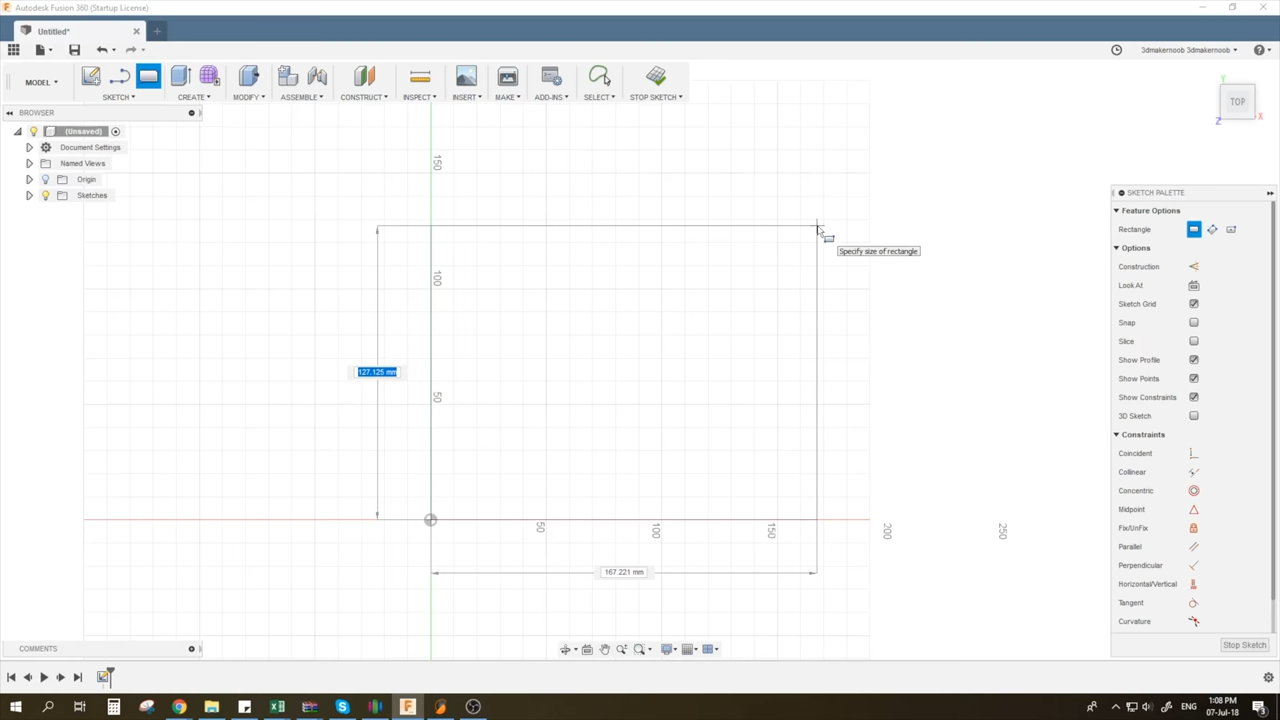 Autodesk Fusion 360 (Startup License)
Untitled*
3dmakernoob 3dmakernoob
MODEL
SKETCH
CREATE
MODIFY
ASSEMBLE
CONSTRUCT
INSPECT
INSERT
MAKE
ADD-INS
SELECT
STOP SKETCH
BROWSER
(Unsaved)
Document Settings
Named Views
Origin
Sketches
TOP
Y
X
Z
150
100
50
50
100
150
200
250
127.125 mm
167.221 mm
Specify size of rectangle
SKETCH PALETTE
Feature Options
Rectangle
Options
Construction
Look At
Sketch Grid
Snap
Slice
Show Profile
Show Points
Show Constraints
3D Sketch
Constraints
Coincident
Collinear
Concentric
Midpoint
Fix/UnFix
Parallel
Perpendicular
Horizontal/Vertical
Tangent
Curvature
Stop Sketch
COMMENTS
ENG
1:08 PM
07-Jul-18
3